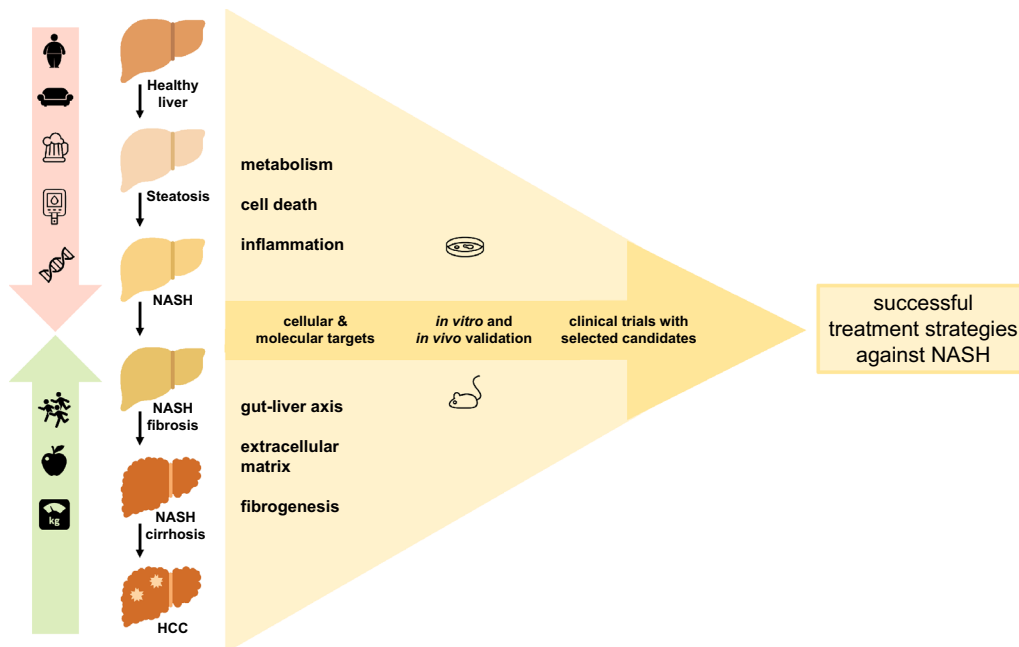 Healthy
liver
Steatosis
NASH
NASH
fibrosis
kg
NASH
cirrhosis
HCC
metabolism
cell death
inflammation
cellular &
molecular targets
in vitro and
in vivo validation
clinical trials with
selected candidates
gut-liver axis
extracellular
matrix
fibrogenesis
successful
treatment strategies
against NASH